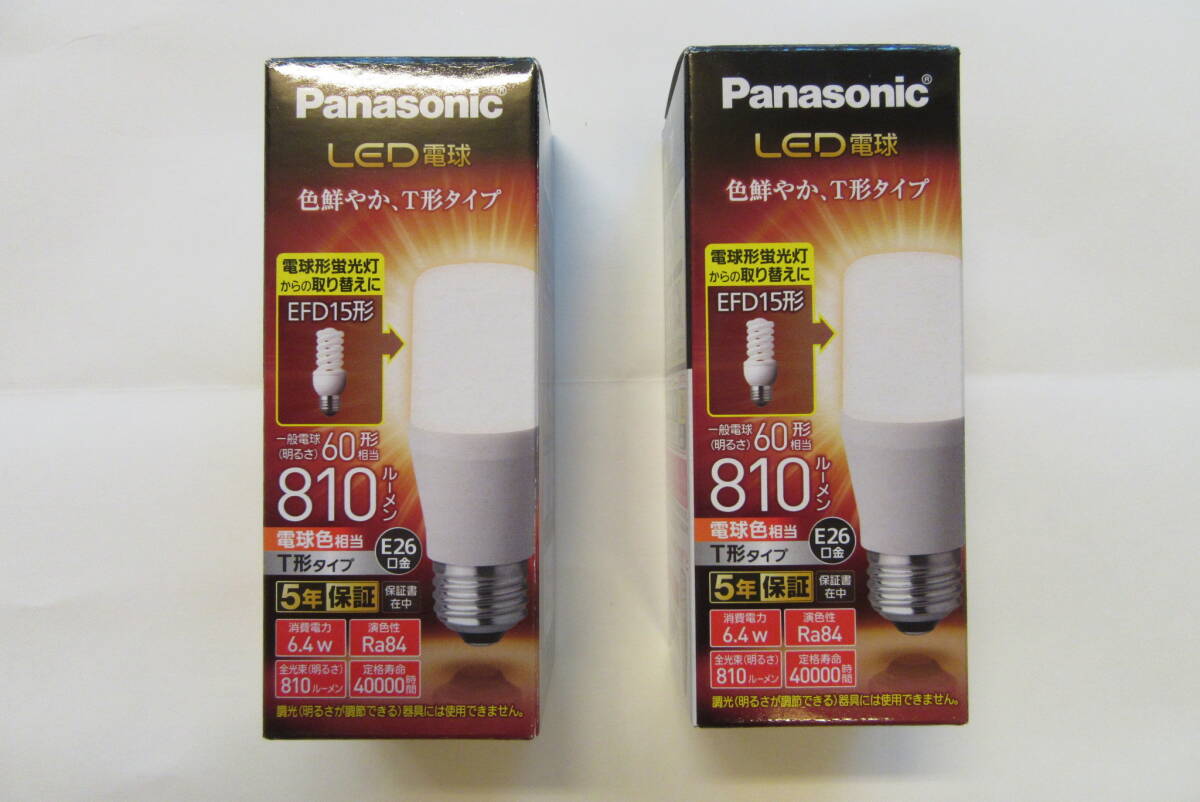 Panasonic®
LED電球
色鮮やか、T形タイプ
電球形蛍光灯
からの取り替えに
EFD15形
一般電球
(明るさ)
60形
相当
810ルーメン
電球色相当
T形タイプ
E26
口金
5年保証
保証書
在中
消費電力
6.4W
演色性
Ra84
全光束(明るさ)
810ルーメン
定格寿命
40000時間
調光(明るさが調節できる)器具には使用できません。
Panasonic®
LED電球
色鮮やか、T形タイプ
電球形蛍光灯
からの取り替えに
EFD15形
一般電球
(明るさ)
60形
相当
810ルーメン
電球色相当
T形タイプ
E26
口金
5年保証
保証書
在中
消費電力
6.4W
演色性
Ra84
全光束(明るさ)
810ルーメン
定格寿命
40000時間
調光(明るさが調節できる)器具には使用できません。